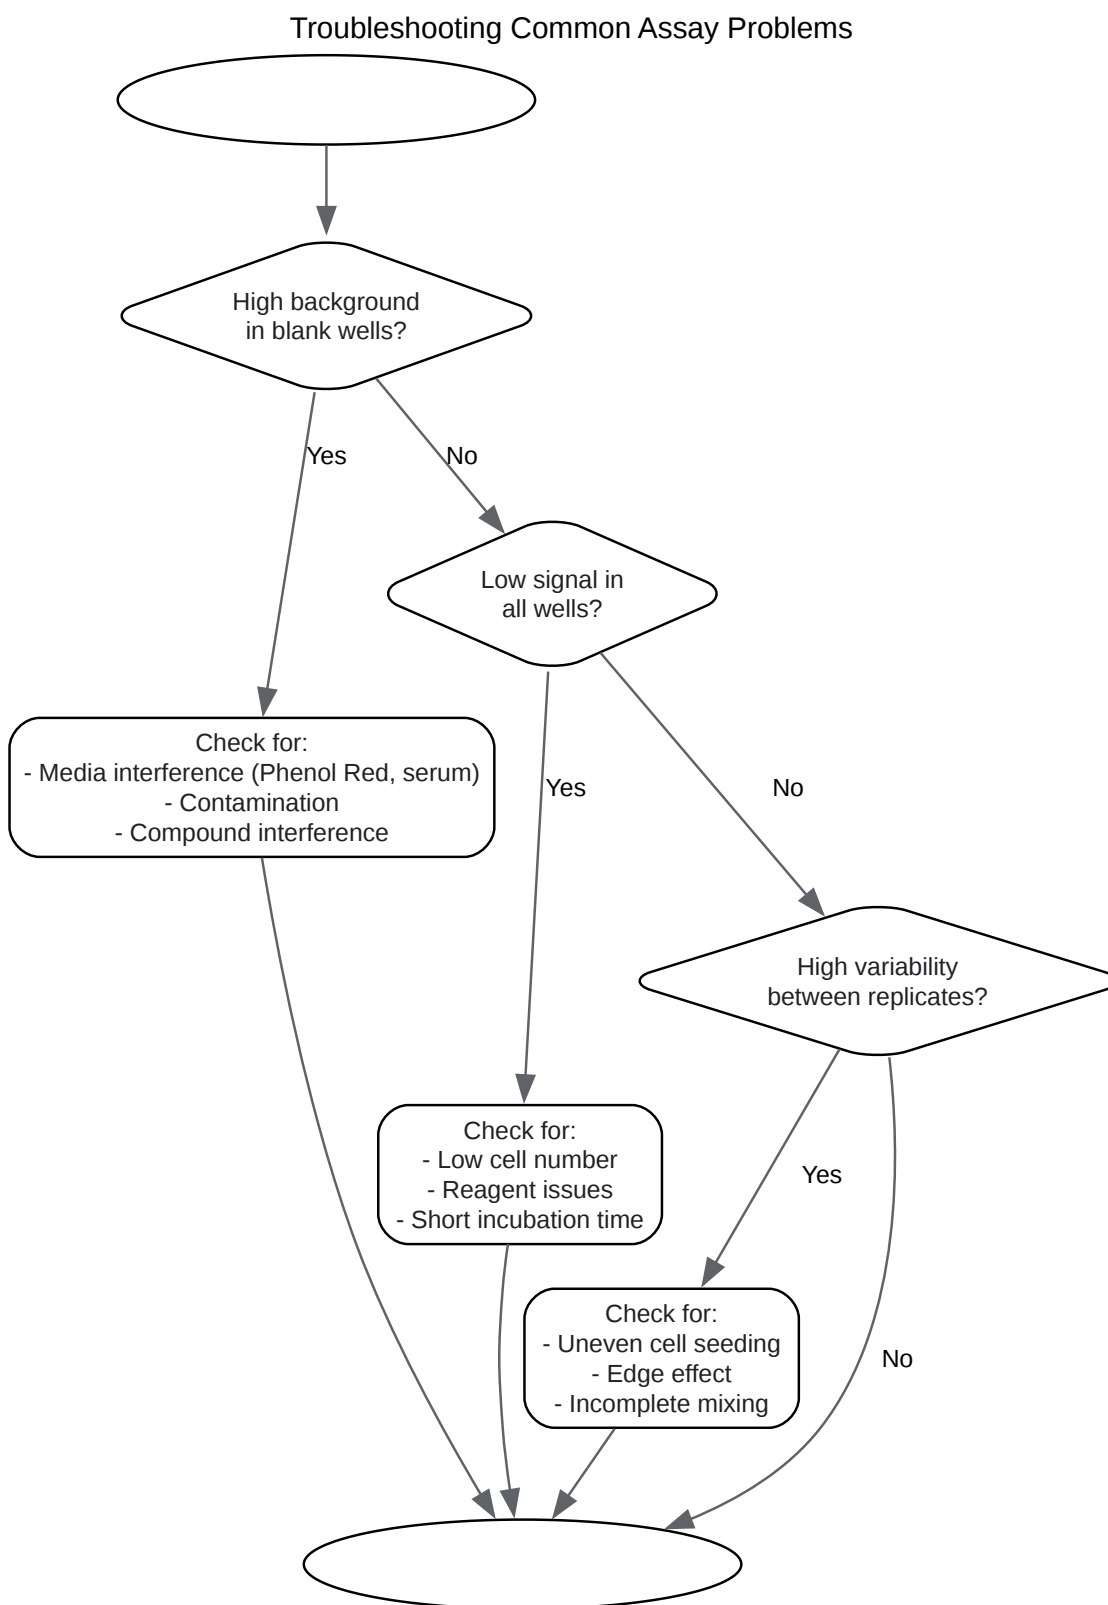 Troubleshooting Common Assay Problems
High background
in blank wells?
Yes
No
Low signal in
all wells?
Check for:
- Media interference (Phenol Red, serum)
- Contamination
- Compound interference
Yes
No
High variability
between replicates?
Check for:
- Low cell number
- Reagent issues
- Short incubation time
Yes
Check for:
- Uneven cell seeding
- Edge effect
- Incomplete mixing
No